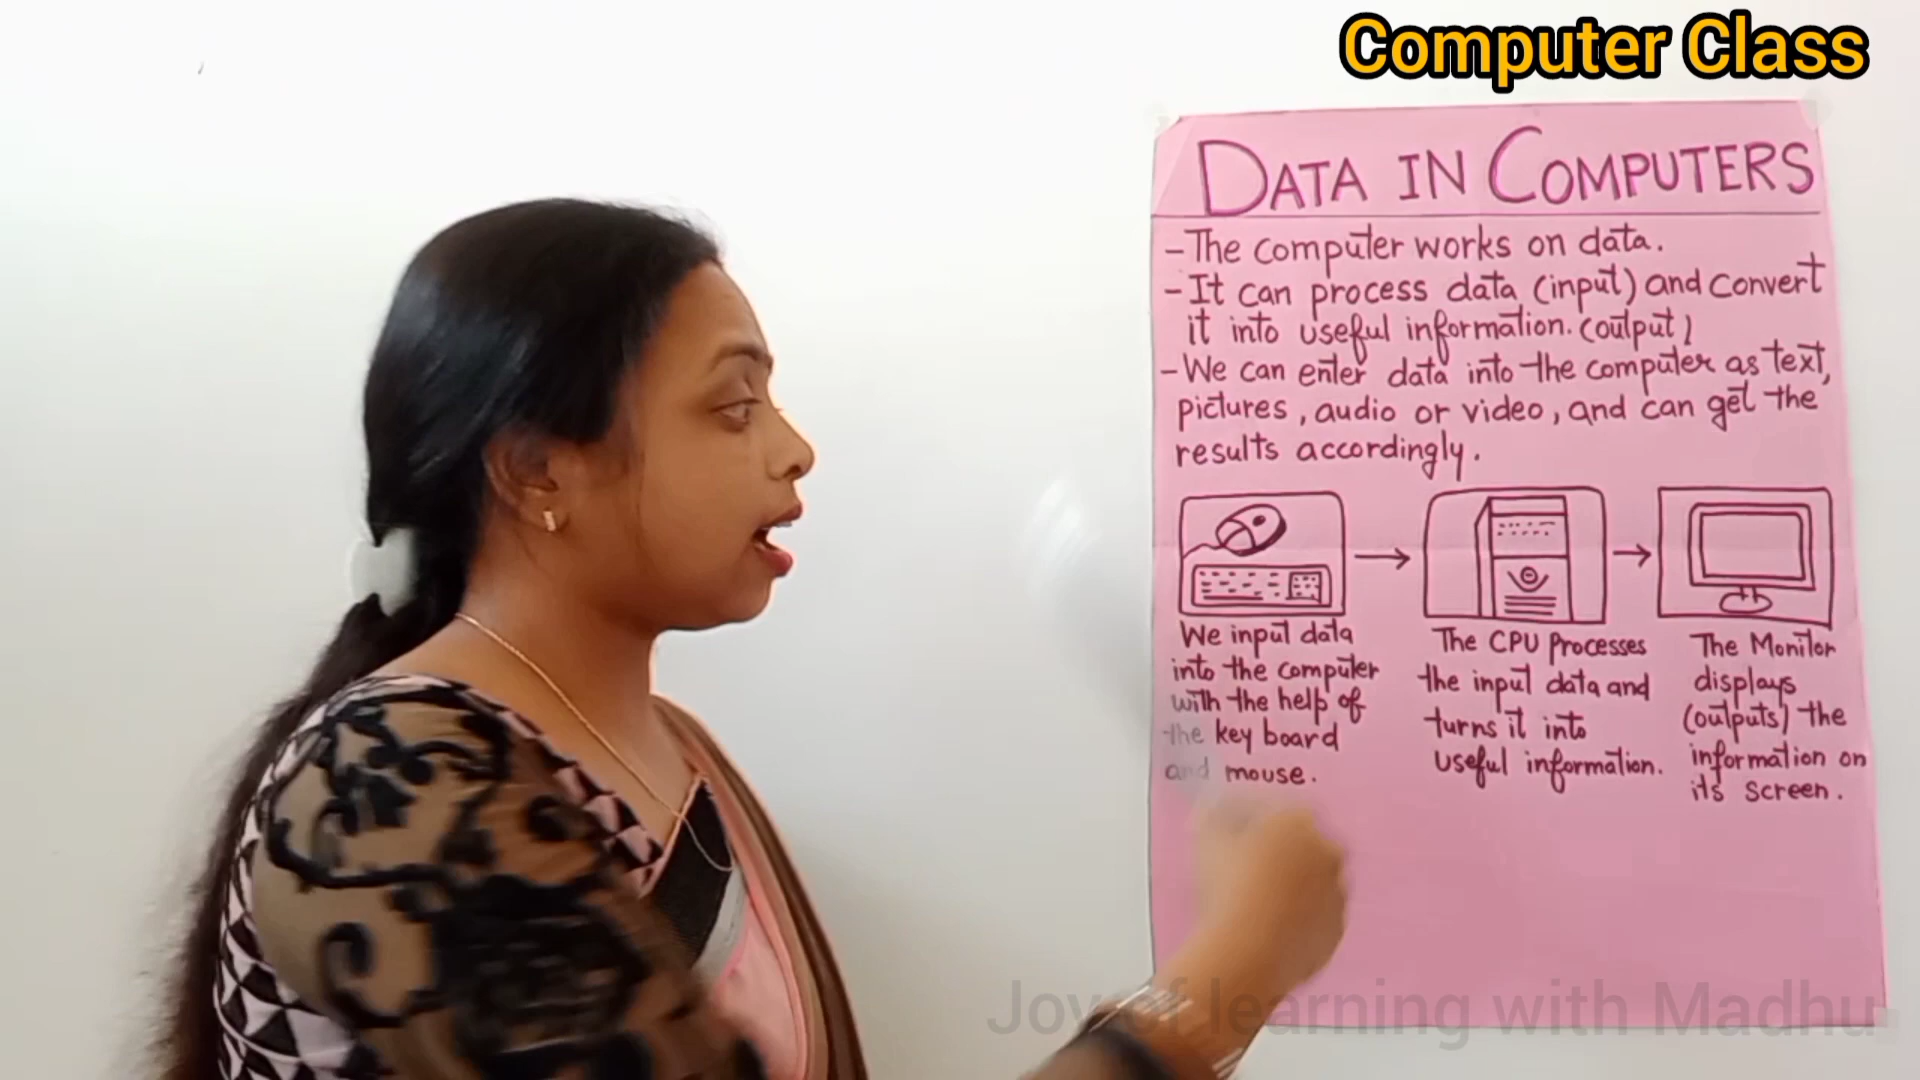 Computer Class
DATA IN COMPUTERS
- The computer works on data.
- It can process data (input) and convert
it into useful information. (output)
- We can enter data into the computer as text,
pictures, audio or video, and can get the
results accordingly.
We input data
into the computer
with the help of
the key board
and mouse.
The CPU Processes
the input data and
turns it into
useful information.
The Monitor
displays
(outputs) the
information on
its screen.
Joy of learning with Madhu